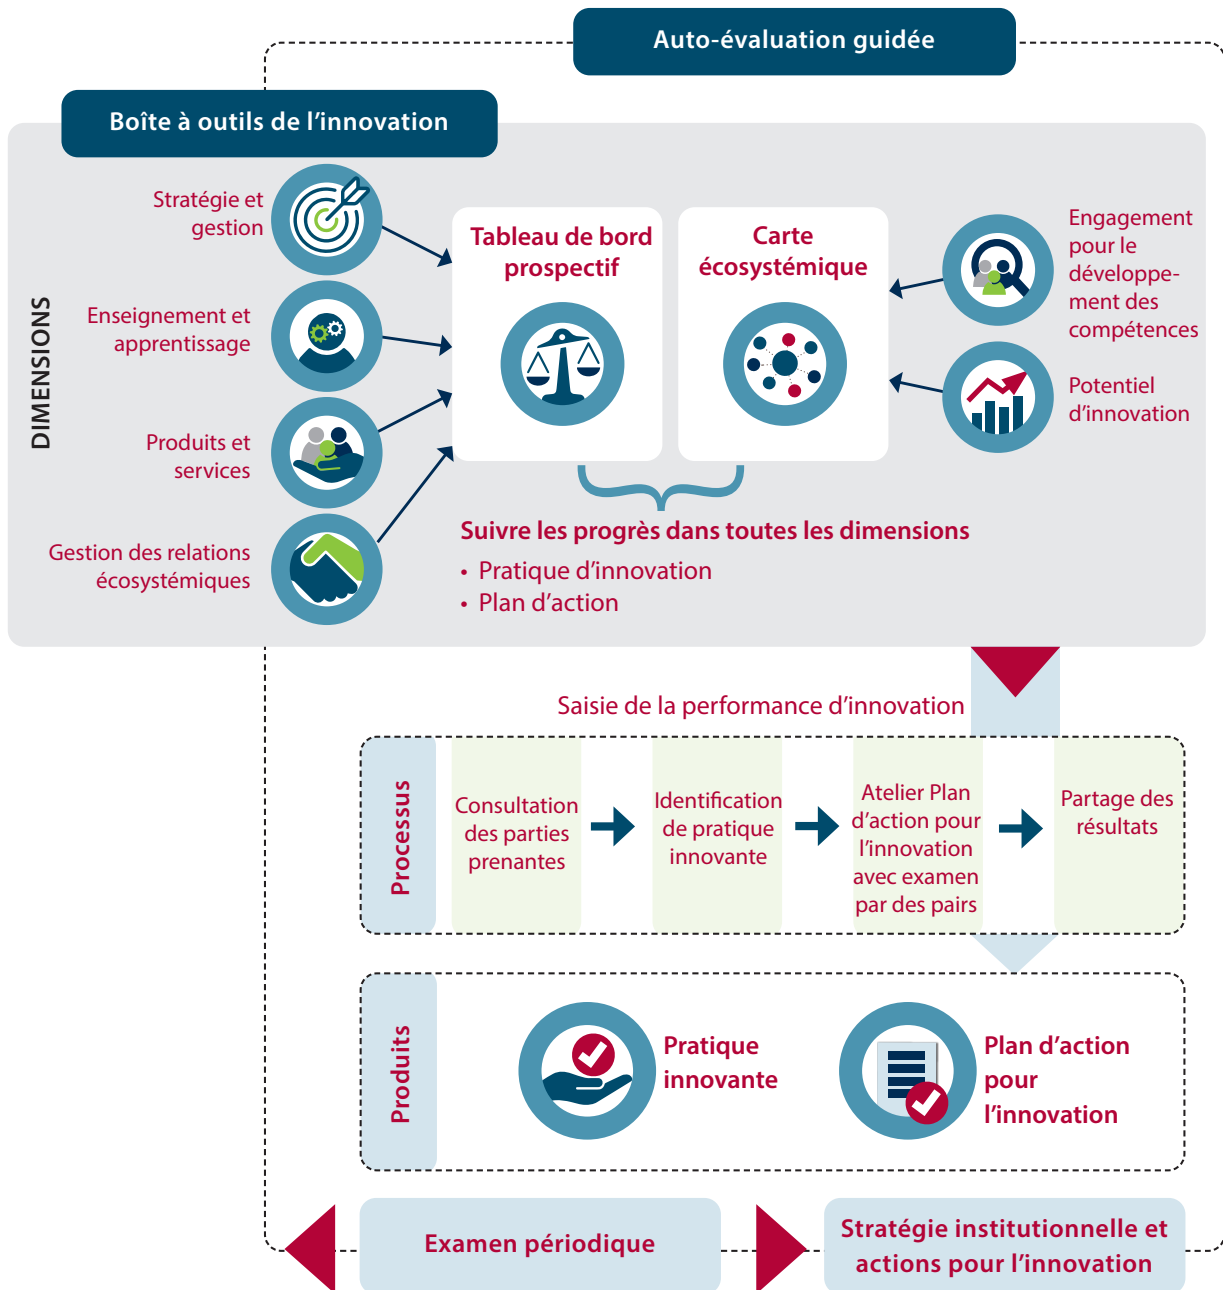 Auto-évaluation guidée
Boîte à outils de l'innovation
DIMENSIONS
Stratégie et
gestion
Enseignement et
apprentissage
Produits et
services
Gestion des relations
écosystémiques
Tableau de bord
prospectif
Carte
écosystémique
Engagement
pour le
développe-
ment des
compétences
Potentiel
d'innovation
Suivre les progrès dans toutes les dimensions
• Pratique d'innovation
• Plan d'action
Saisie de la performance d'innovation
Processus
Consultation
des parties
prenantes
Identification
de pratique
innovante
Atelier Plan
d'action pour
l'innovation
avec examen
par des pairs
Partage des
résultats
Produits
Pratique
innovante
Plan d'action
pour
l'innovation
Examen périodique
Stratégie institutionnelle et
actions pour l'innovation